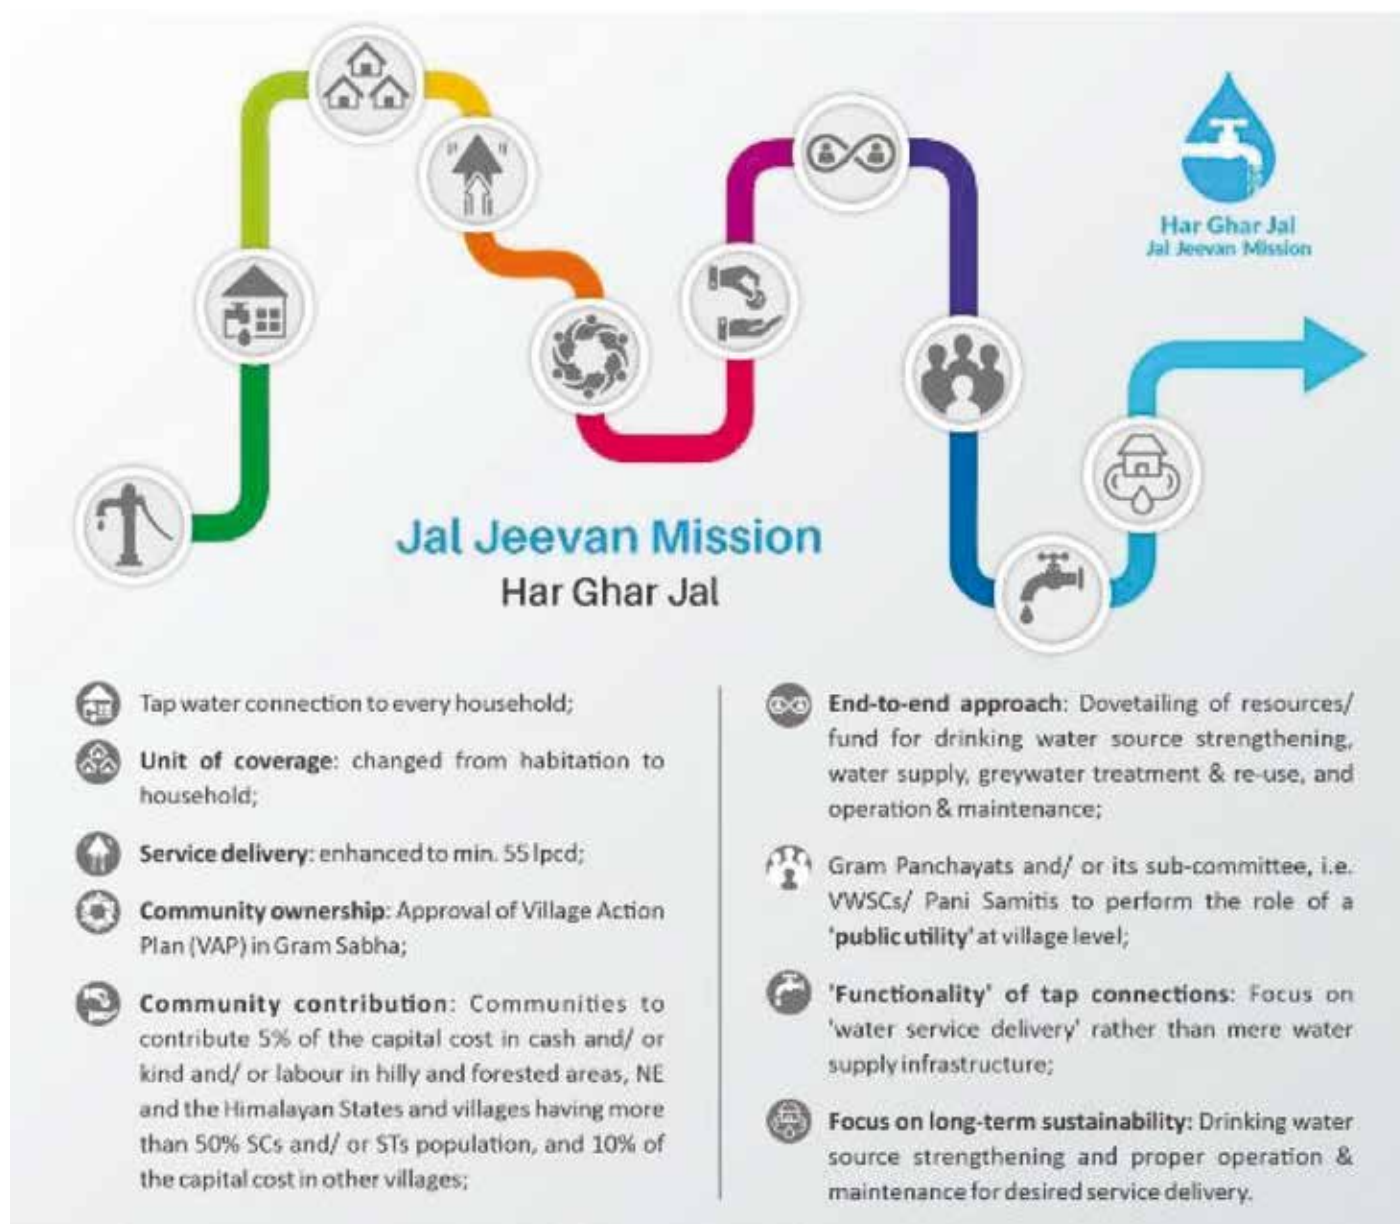 Har Ghar Jal
Jal Jeevan Mission
Jal Jeevan Mission
Har Ghar Jal
Tap water connection to every household;
Unit of coverage: changed from habitation to
household;
Service delivery: enhanced to min. 55 lpcd;
Community ownership: Approval of Village Action
Plan (VAP) in Gram Sabha;
Community contribution: Communities to
contribute 5% of the capital cost in cash and/ or
kind and/ or labour in hilly and forested areas, NE
and the Himalayan States and villages having more
than 50% SCs and/ or STs population, and 10% of
the capital cost in other villages;
End-to-end approach: Dovetailing of resources/
fund for drinking water source strengthening,
water supply, greywater treatment & re-use, and
operation & maintenance;
Gram Panchayats and/ or its sub-committee, i.e.
VWSCs/ Pani Samitis to perform the role of a
'public utility' at village level;
'Functionality' of tap connections: Focus on
'water service delivery' rather than mere water
supply infrastructure;
Focus on long-term sustainability: Drinking water
source strengthening and proper operation &
maintenance for desired service delivery.